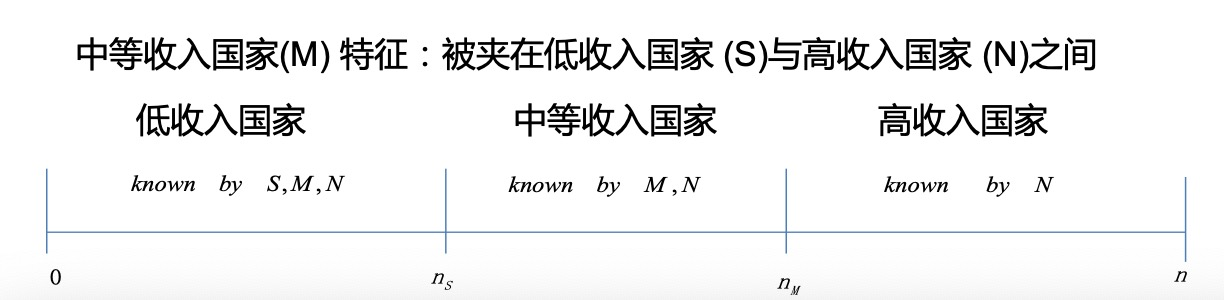 中等收入国家(M) 特征：被夹在低收入国家 (S)与高收入国家 (N)之间
低收入国家 中等收入国家 高收入国家
known by S,M,N known by M,N known by N
0 n_S n_M n